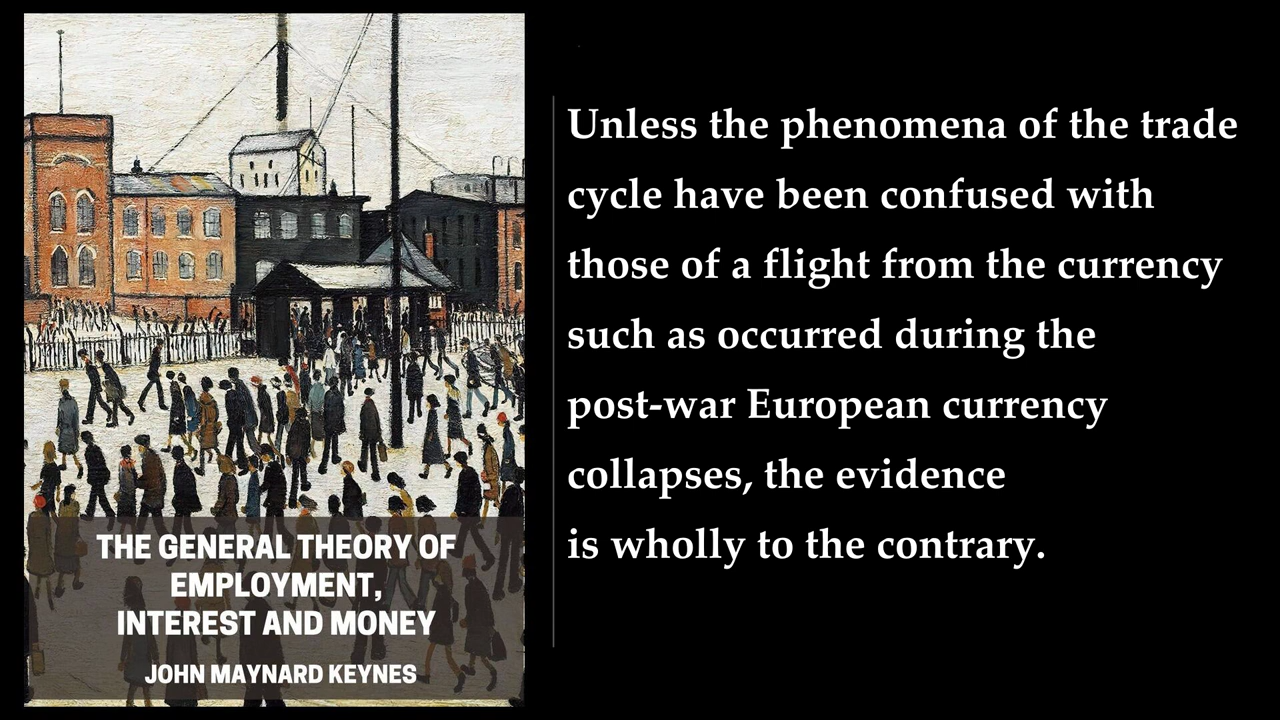 THE GENERAL THEORY OF
EMPLOYMENT,
INTEREST AND MONEY
JOHN MAYNARD KEYNES
Unless the phenomena of the trade
cycle have been confused with
those of a flight from the currency
such as occurred during the
post-war European currency
collapses, the evidence
is wholly to the contrary.